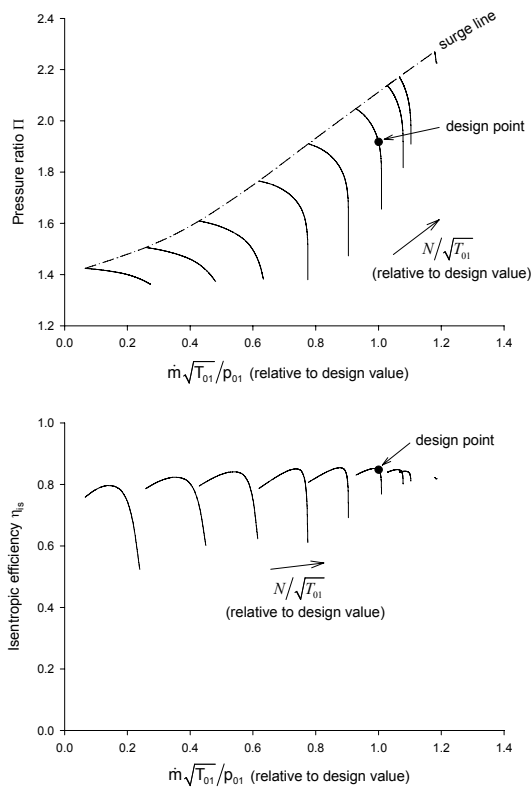 2.4
2.2
2.0
1.8
1.6
1.4
1.2
Pressure ratio Π
surge line
design point
N/√T₀₁
(relative to design value)
0.0 0.2 0.4 0.6 0.8 1.0 1.2 1.4
ṁ√T₀₁/p₀₁ (relative to design value)
1.0
0.8
0.6
0.4
0.2
0.0
Isentropic efficiency ηᵢₛ
design point
N/√T₀₁
(relative to design value)
0.0 0.2 0.4 0.6 0.8 1.0 1.2 1.4
ṁ√T₀₁/p₀₁ (relative to design value)